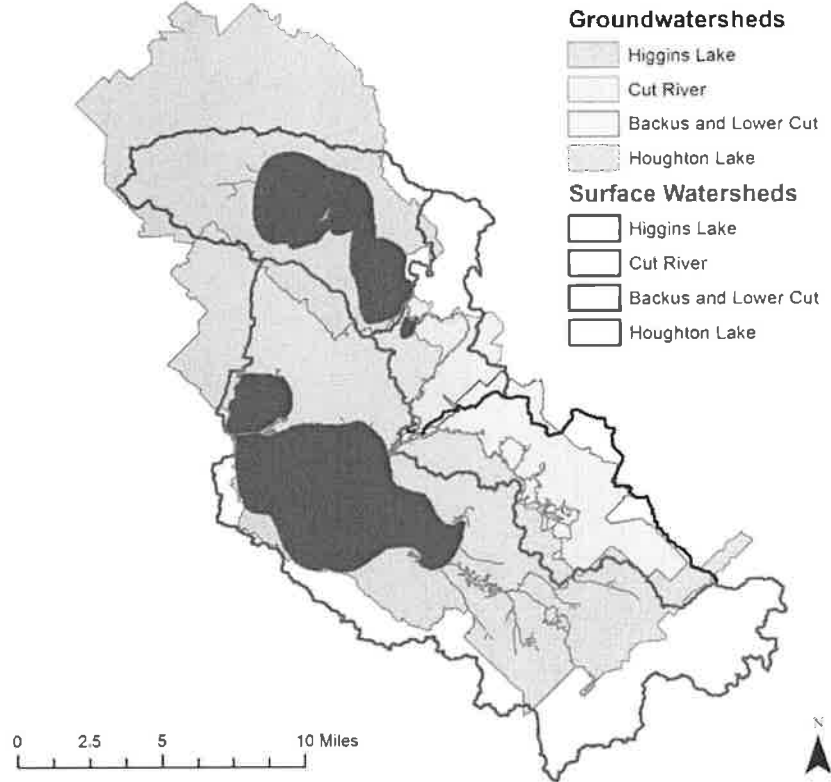 Groundwatersheds
Higgins Lake
Cut River
Backus and Lower Cut
Houghton Lake
Surface Watersheds
Higgins Lake
Cut River
Backus and Lower Cut
Houghton Lake
0 2.5 5 10 Miles
N